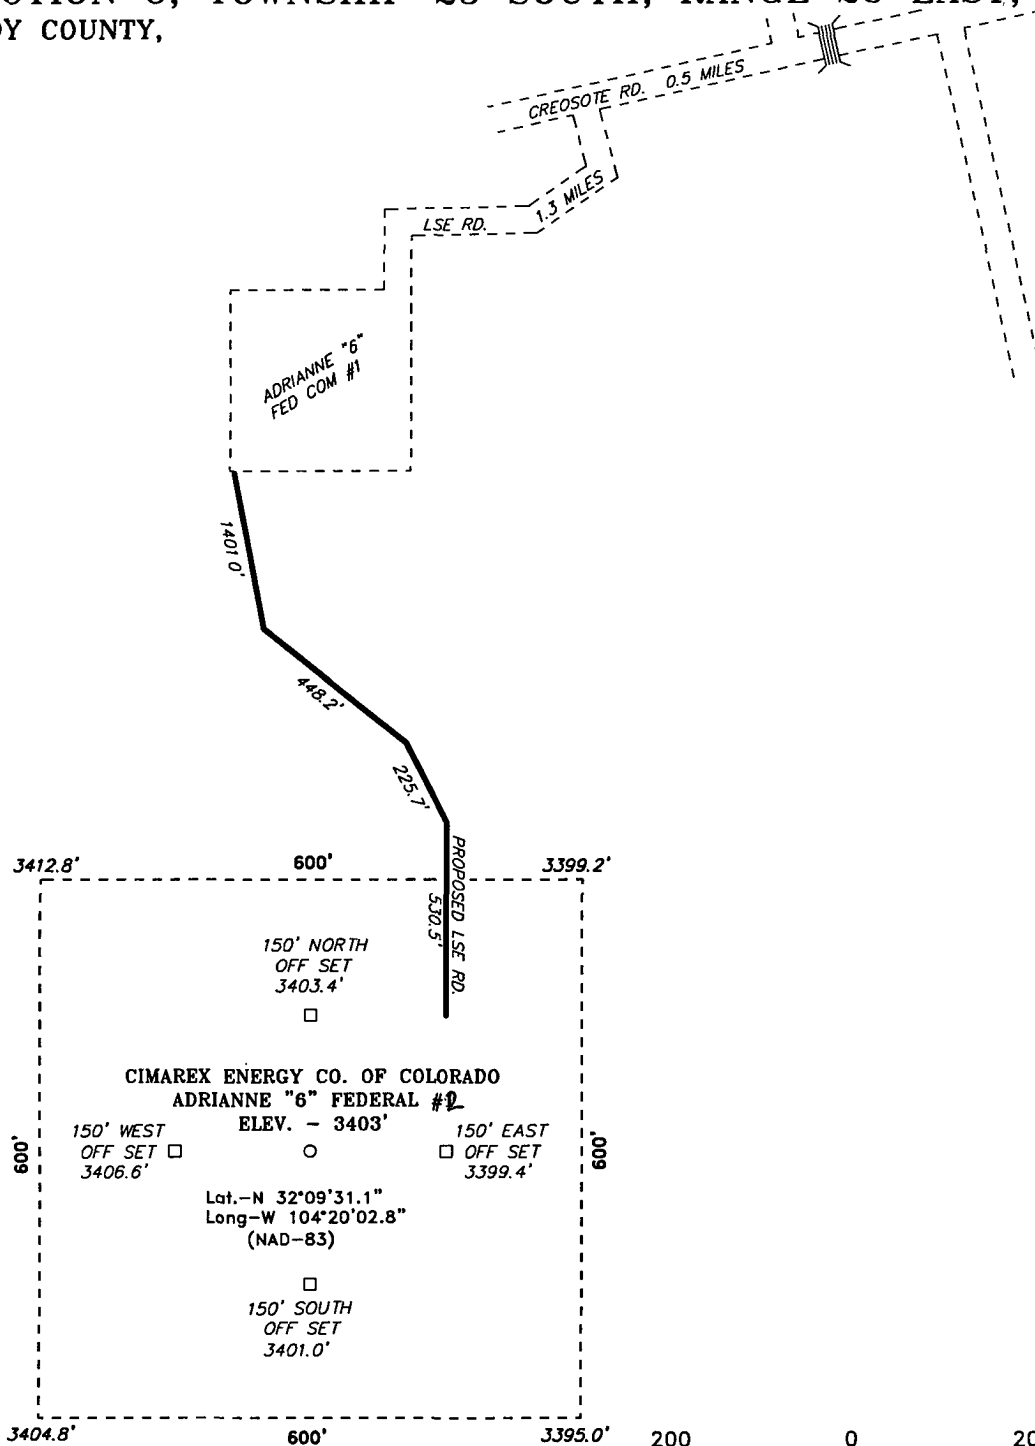 SOUTH, RANGE EAST,
COUNTY,
CREOSOTE RD. 0.5 MILES
1.3 MILES
LSE RD.
ADRIANNE "6"
FED COM #1
1401 0'
448.2'
225.7'
PROPOSED LSE RD.
530.5'
3412.8' 600' 3399.2'
150' NORTH
OFF SET
3403.4'
CIMAREX ENERGY CO. OF COLORADO
ADRIANNE "6" FEDERAL
ELEV. - 3403'
150' WEST
OFF SET
3406.6'
150' EAST
OFF SET
3399.4'
600'
600'
Lat.-N 32°09'31.1"
Long-W 104°20'02.8"
(NAD-83)
150' SOUTH
OFF SET
3401.0'
3404.8' 600' 3395.0'
200 0